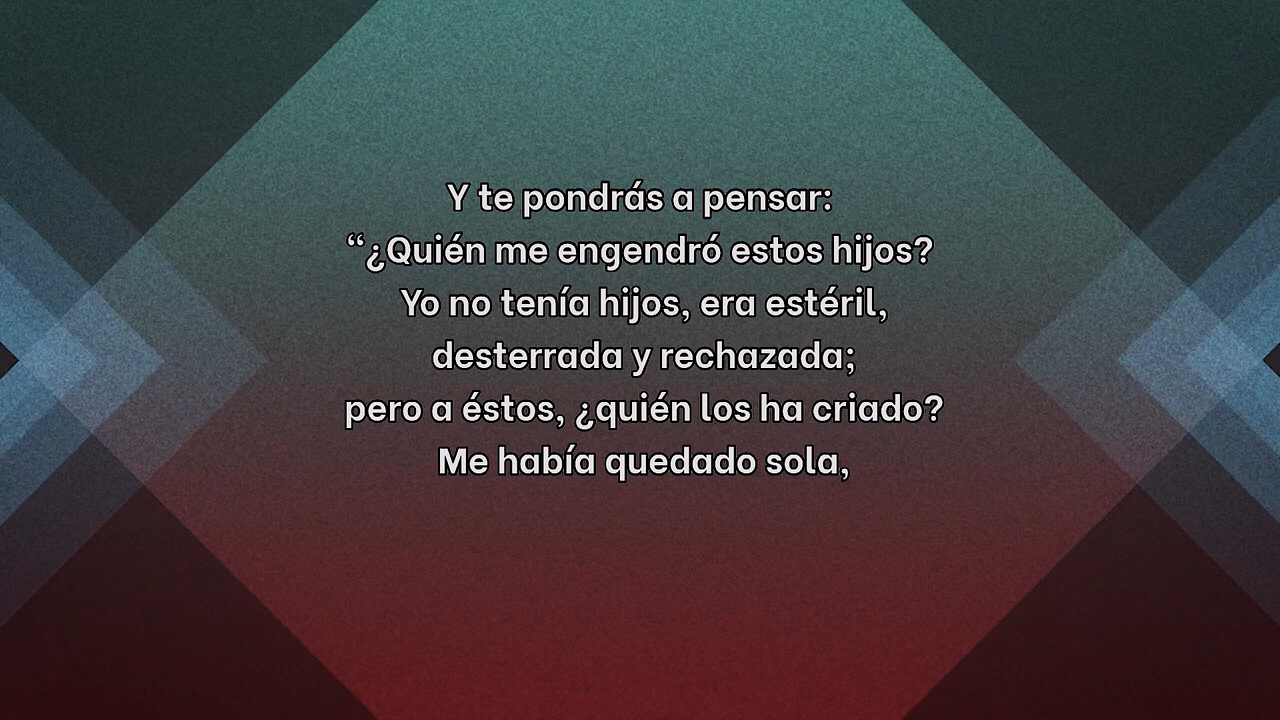 Y te pondrás a pensar:
“¿Quién me engendró estos hijos?
Yo no tenía hijos, era estéril,
desterrada y rechazada;
pero a éstos, ¿quién los ha criado?
Me había quedado sola,